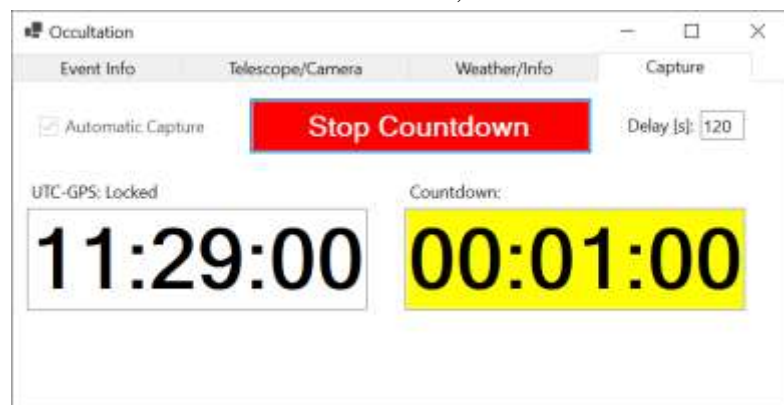 Occultation
Event Info Telescope/Camera Weather/Info Capture
Automatic Capture Stop Countdown Delay [s]: 120
UTC-GPS: Locked Countdown:
11:29:00 00:01:00